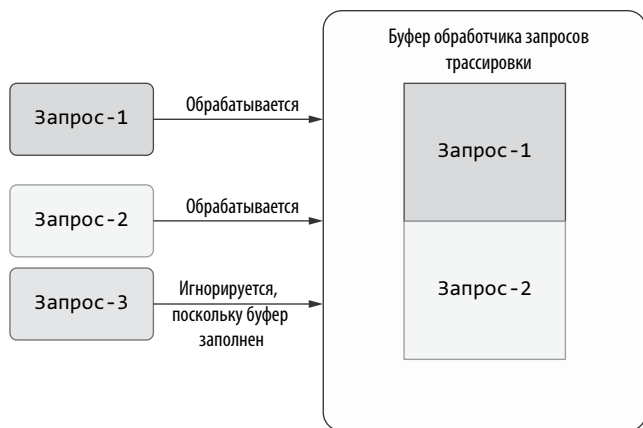 Буфер обработчика запросов
трассировки
Запрос-1
Обрабатывается
Запрос-1
Запрос-2
Обрабатывается
Запрос-2
Запрос-3
Игнорируется,
поскольку буфер
заполнен